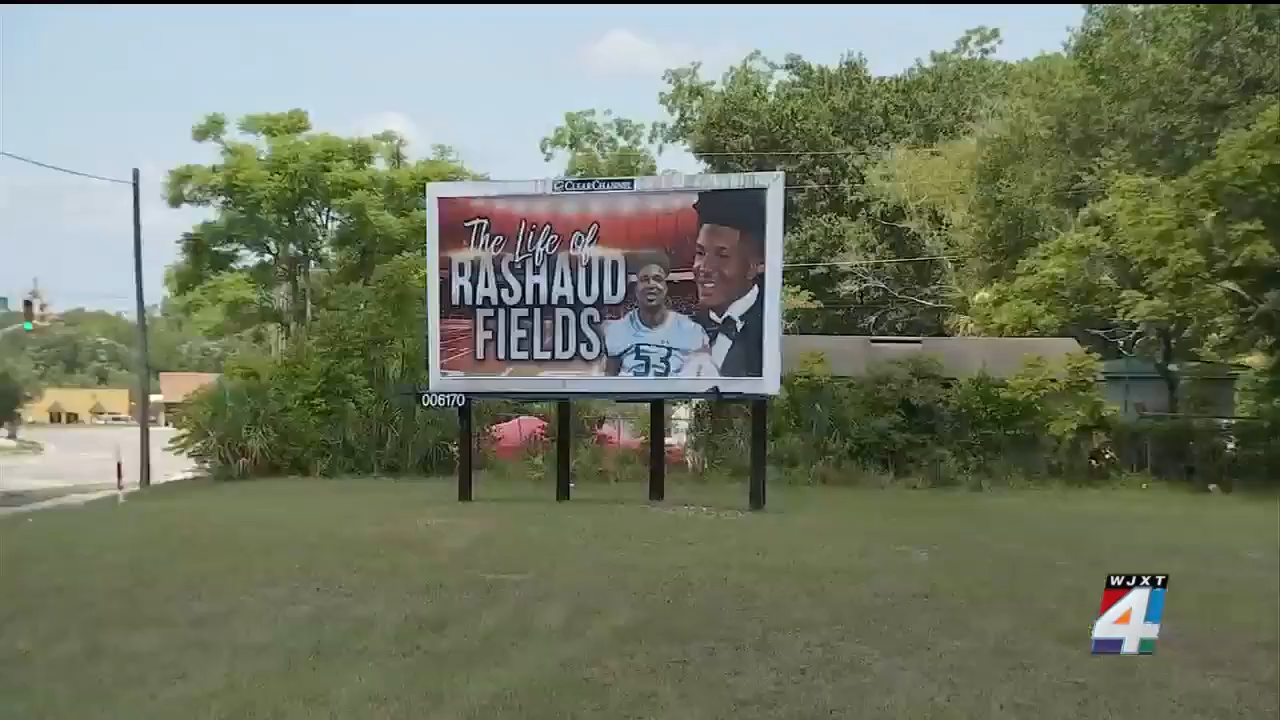 CLEAR CHANNEL
The Life of
RASHAUD
FIELDS
53
006170
WJXT
4